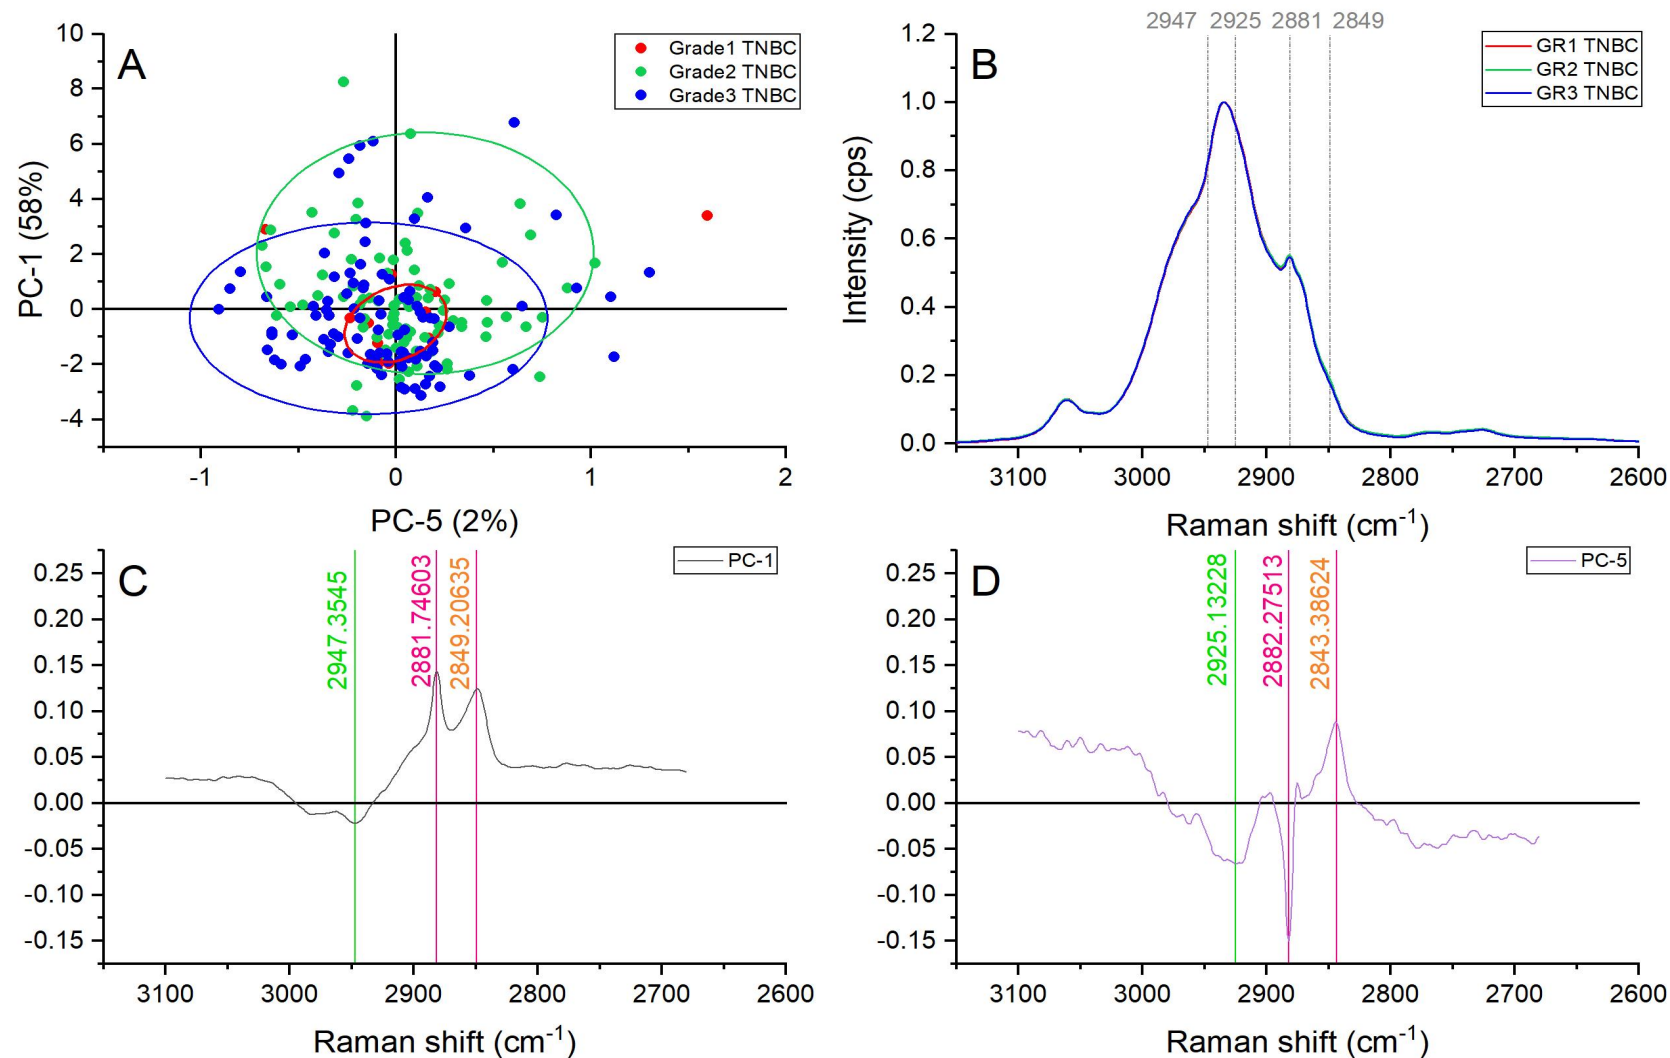 A
10
8
6
4
2
0
-2
-4
-1
0
1
2
PC-1 (58%)
PC-5 (2%)
Grade1 TNBC
Grade2 TNBC
Grade3 TNBC
B
2947 2925 2881 2849
1.2
1.0
0.8
0.6
0.4
0.2
0.0
3100 3000 2900 2800 2700 2600
Intensity (cps)
Raman shift (cm-1)
GR1 TNBC
GR2 TNBC
GR3 TNBC
C
0.25
0.20
0.15
0.10
0.05
0.00
-0.05
-0.10
-0.15
2947.3545
2881.74603
2849.20635
PC-1
3100 3000 2900 2800 2700 2600
Raman shift (cm-1)
D
0.25
0.20
0.15
0.10
0.05
0.00
-0.05
-0.10
-0.15
2925.13228
2882.27513
2843.38624
PC-5
3100 3000 2900 2800 2700 2600
Raman shift (cm-1)